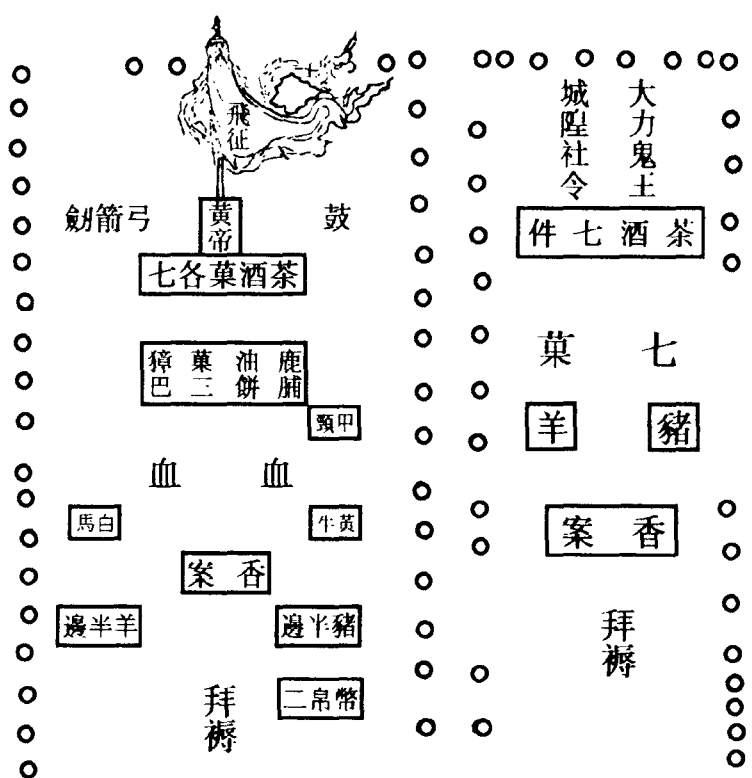 大力鬼王
城隍社令
茶酒七件
七菓
豬
羊
香案
拜褥
飛征
黃帝
鼓
弓箭劍
茶酒菓各七
鹿脯
油餅
菓三
獐巴
血
血
黃牛
白馬
香案
豬半邊
羊半邊
幣帛二
拜褥